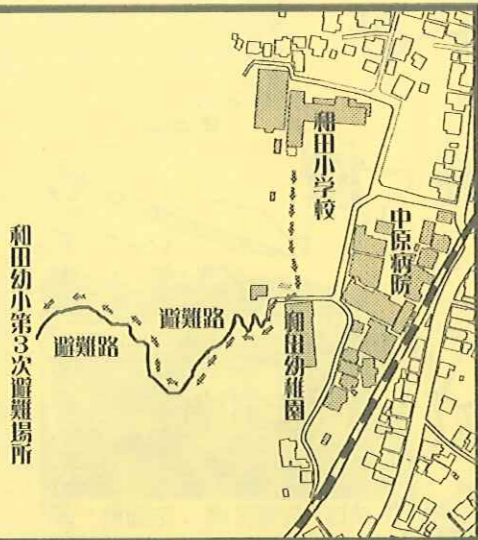 和田小学校
中原病院
和田幼稚園
避難路
避難路
和田幼小第3次避難場所